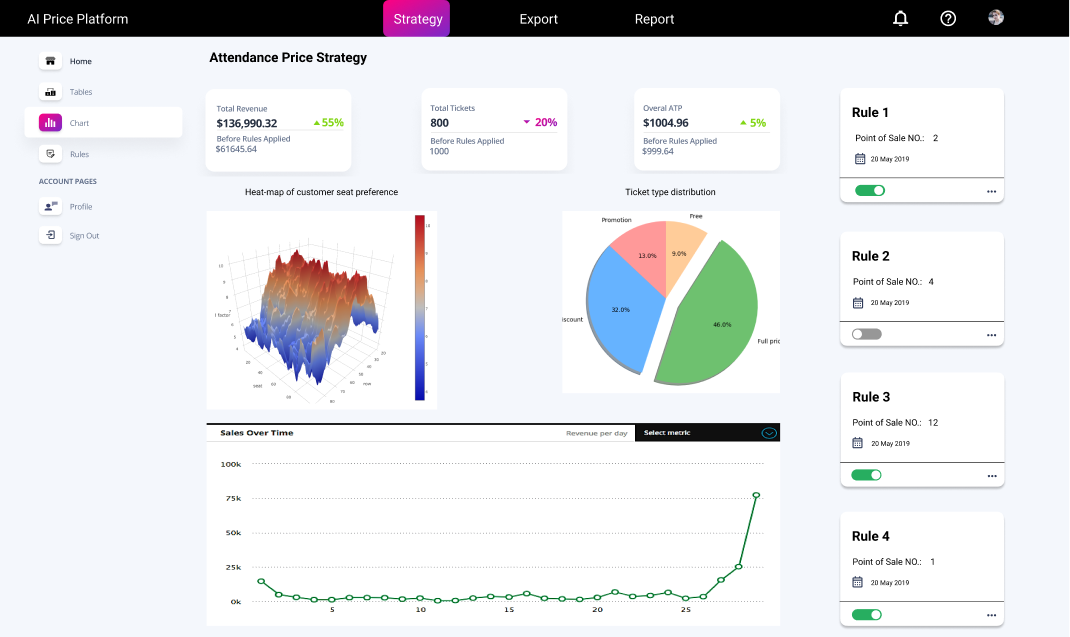 AI Price Platform
Strategy
Export
Report
Home
Tables
Chart
Rules
ACCOUNT PAGES
Profile
Sign Out
Attendance Price Strategy
Total Revenue
$136,990.32
55%
Before Rules Applied
$61645.64
Total Tickets
800
20%
Before Rules Applied
1000
Overal ATP
$1004.96
5%
Before Rules Applied
$999.64
Heat-map of customer seat preference
l factor
seat
row
Ticket type distribution
Promotion
Free
13.0%
9.0%
32.0%
iscount
46.0%
Full pric
Sales Over Time
Revenue per day
Select metric
100k
75k
50k
25k
0k
5
10
15
20
25
Rule 1
Point of Sale NO.: 2
20 May 2019
Rule 2
Point of Sale NO.: 4
20 May 2019
Rule 3
Point of Sale NO.: 12
20 May 2019
Rule 4
Point of Sale NO.: 1
20 May 2019